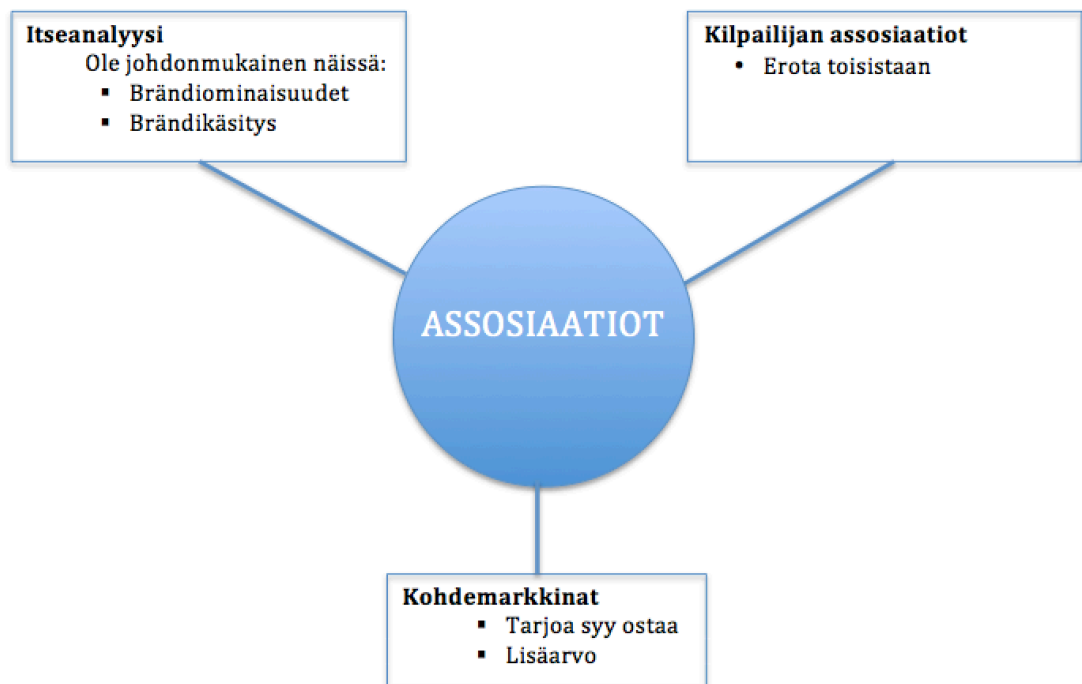 Itseanalyysi
Ole johdonmukainen näissä:
▪ Brändiominaisuudet
▪ Brändikäsitys
Kilpailijan assosiaatiot
• Erota toisistaan
ASSOSIAATIOT
Kohdemarkkinat
▪ Tarjoa syy ostaa
▪ Lisäarvo